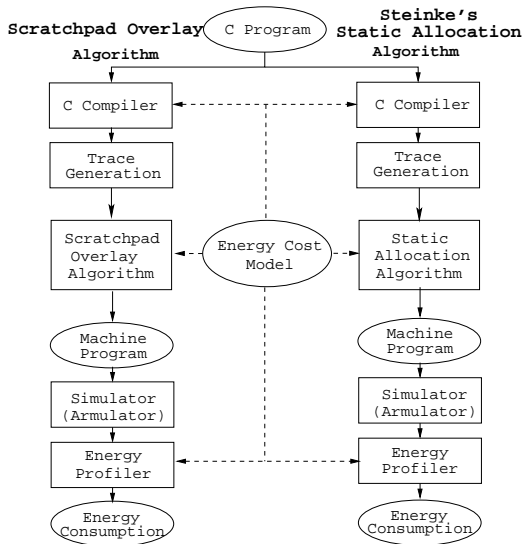 Scratchpad Overlay
Algorithm
C Program
Steinke's
Static Allocation
Algorithm
C Compiler
C Compiler
Trace
Generation
Trace
Generation
Scratchpad
Overlay
Algorithm
Energy Cost
Model
Static
Allocation
Algorithm
Machine
Program
Machine
Program
Simulator
(Armulator)
Simulator
(Armulator)
Energy
Profiler
Energy
Profiler
Energy
Consumption
Energy
Consumption